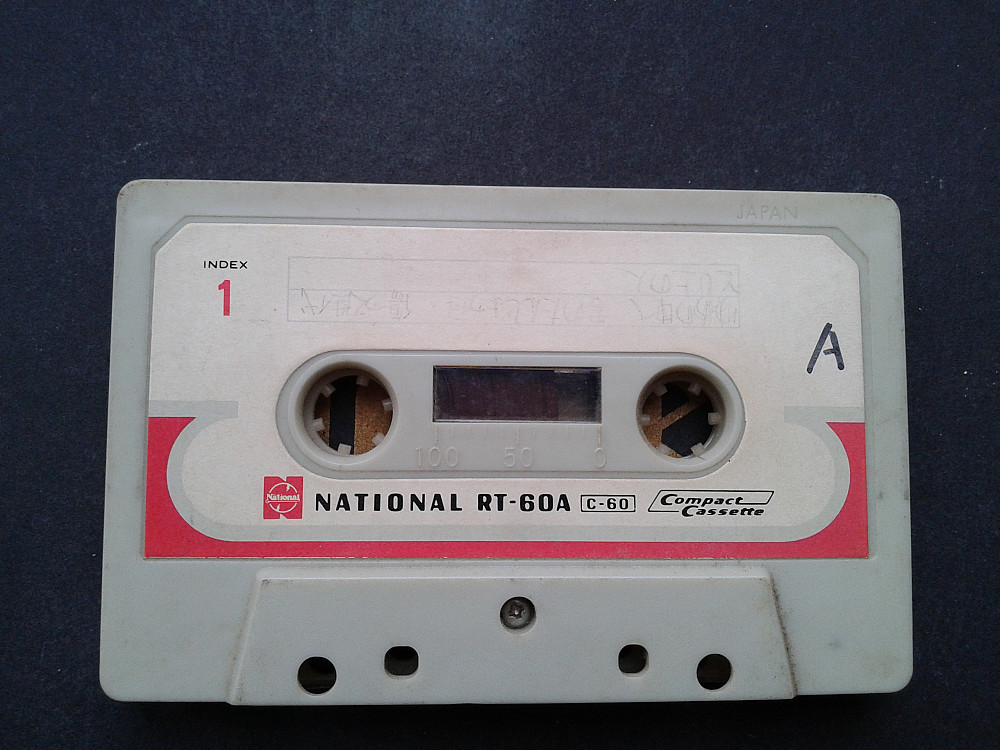 JAPAN
INDEX
1
A
100 50 0
National
NATIONAL RT-60A C-60 Compact Cassette